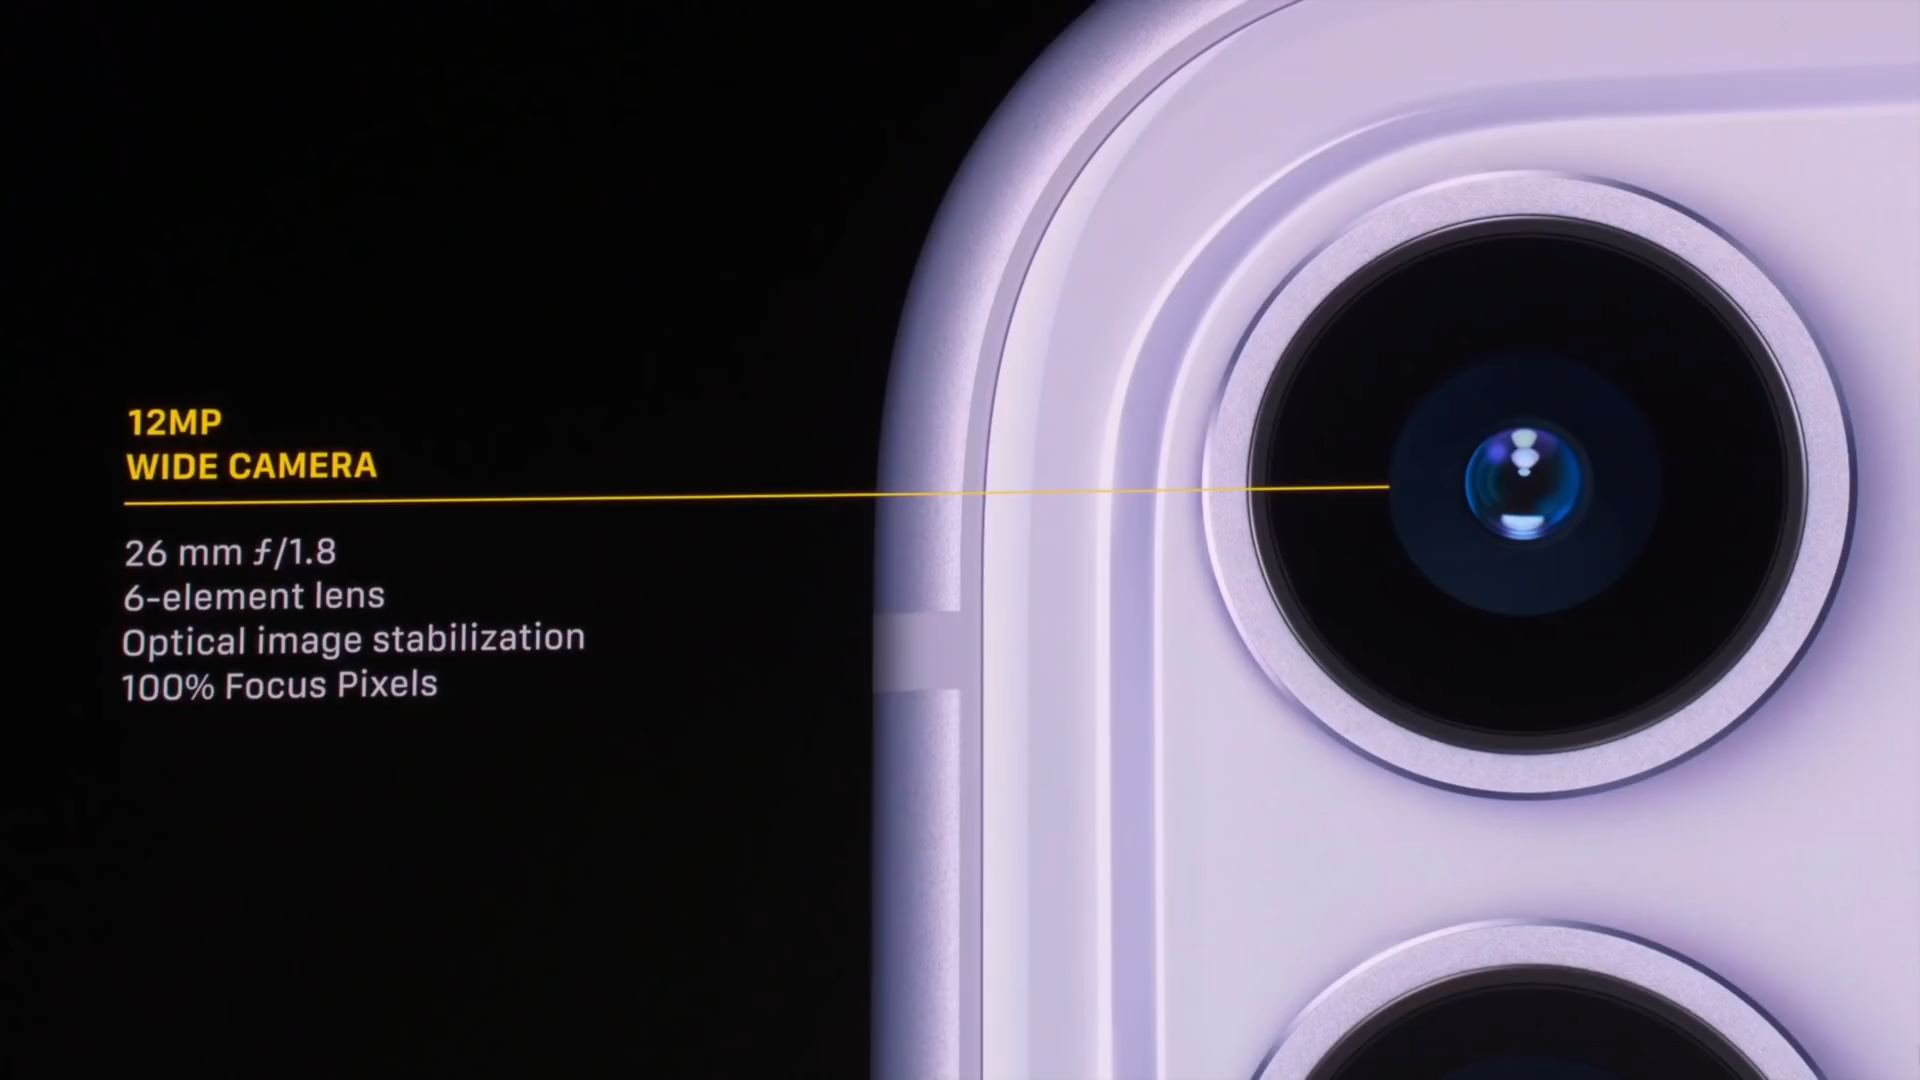 12MP
WIDE CAMERA
26 mm ƒ/1.8
6-element lens
Optical image stabilization
100% Focus Pixels